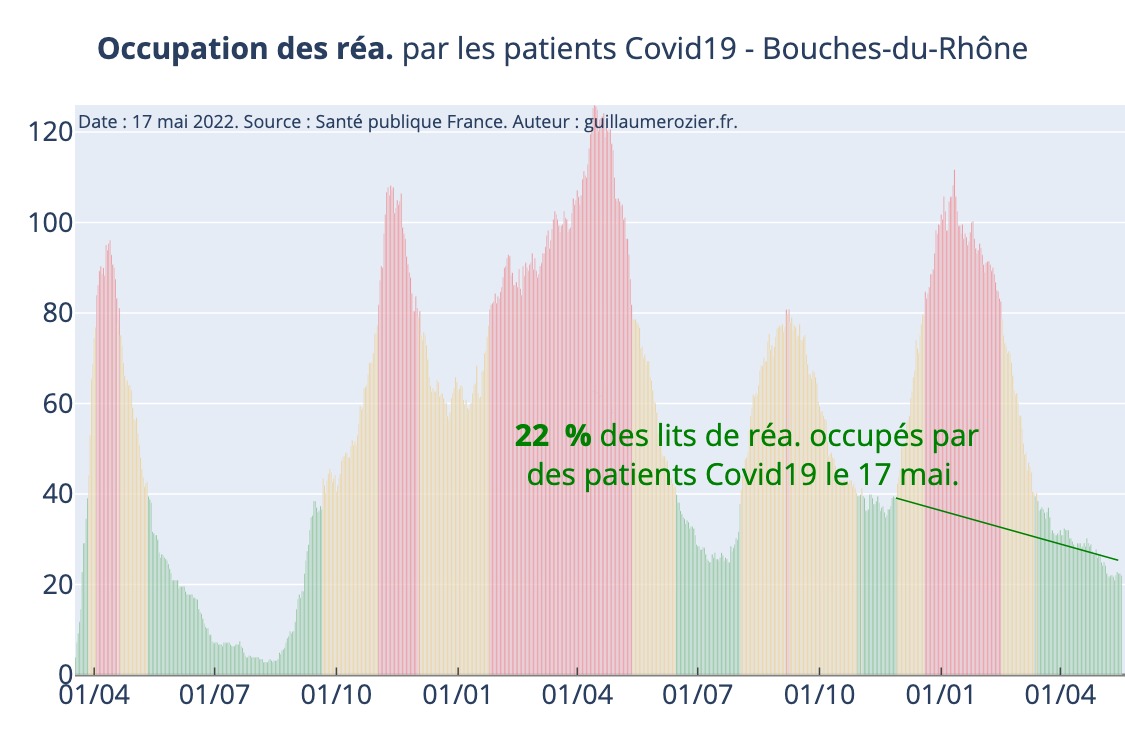 Occupation des réa. par les patients Covid19 - Bouches-du-Rhône
Date : 17 mai 2022. Source : Santé publique France. Auteur : guillaumerozier.fr.
120
100
80
60
22  % des lits de réa. occupés par
des patients Covid19 le 17 mai.
40
20
0
01/04 01/07 01/10 01/01 01/04 01/07 01/10 01/01 01/04